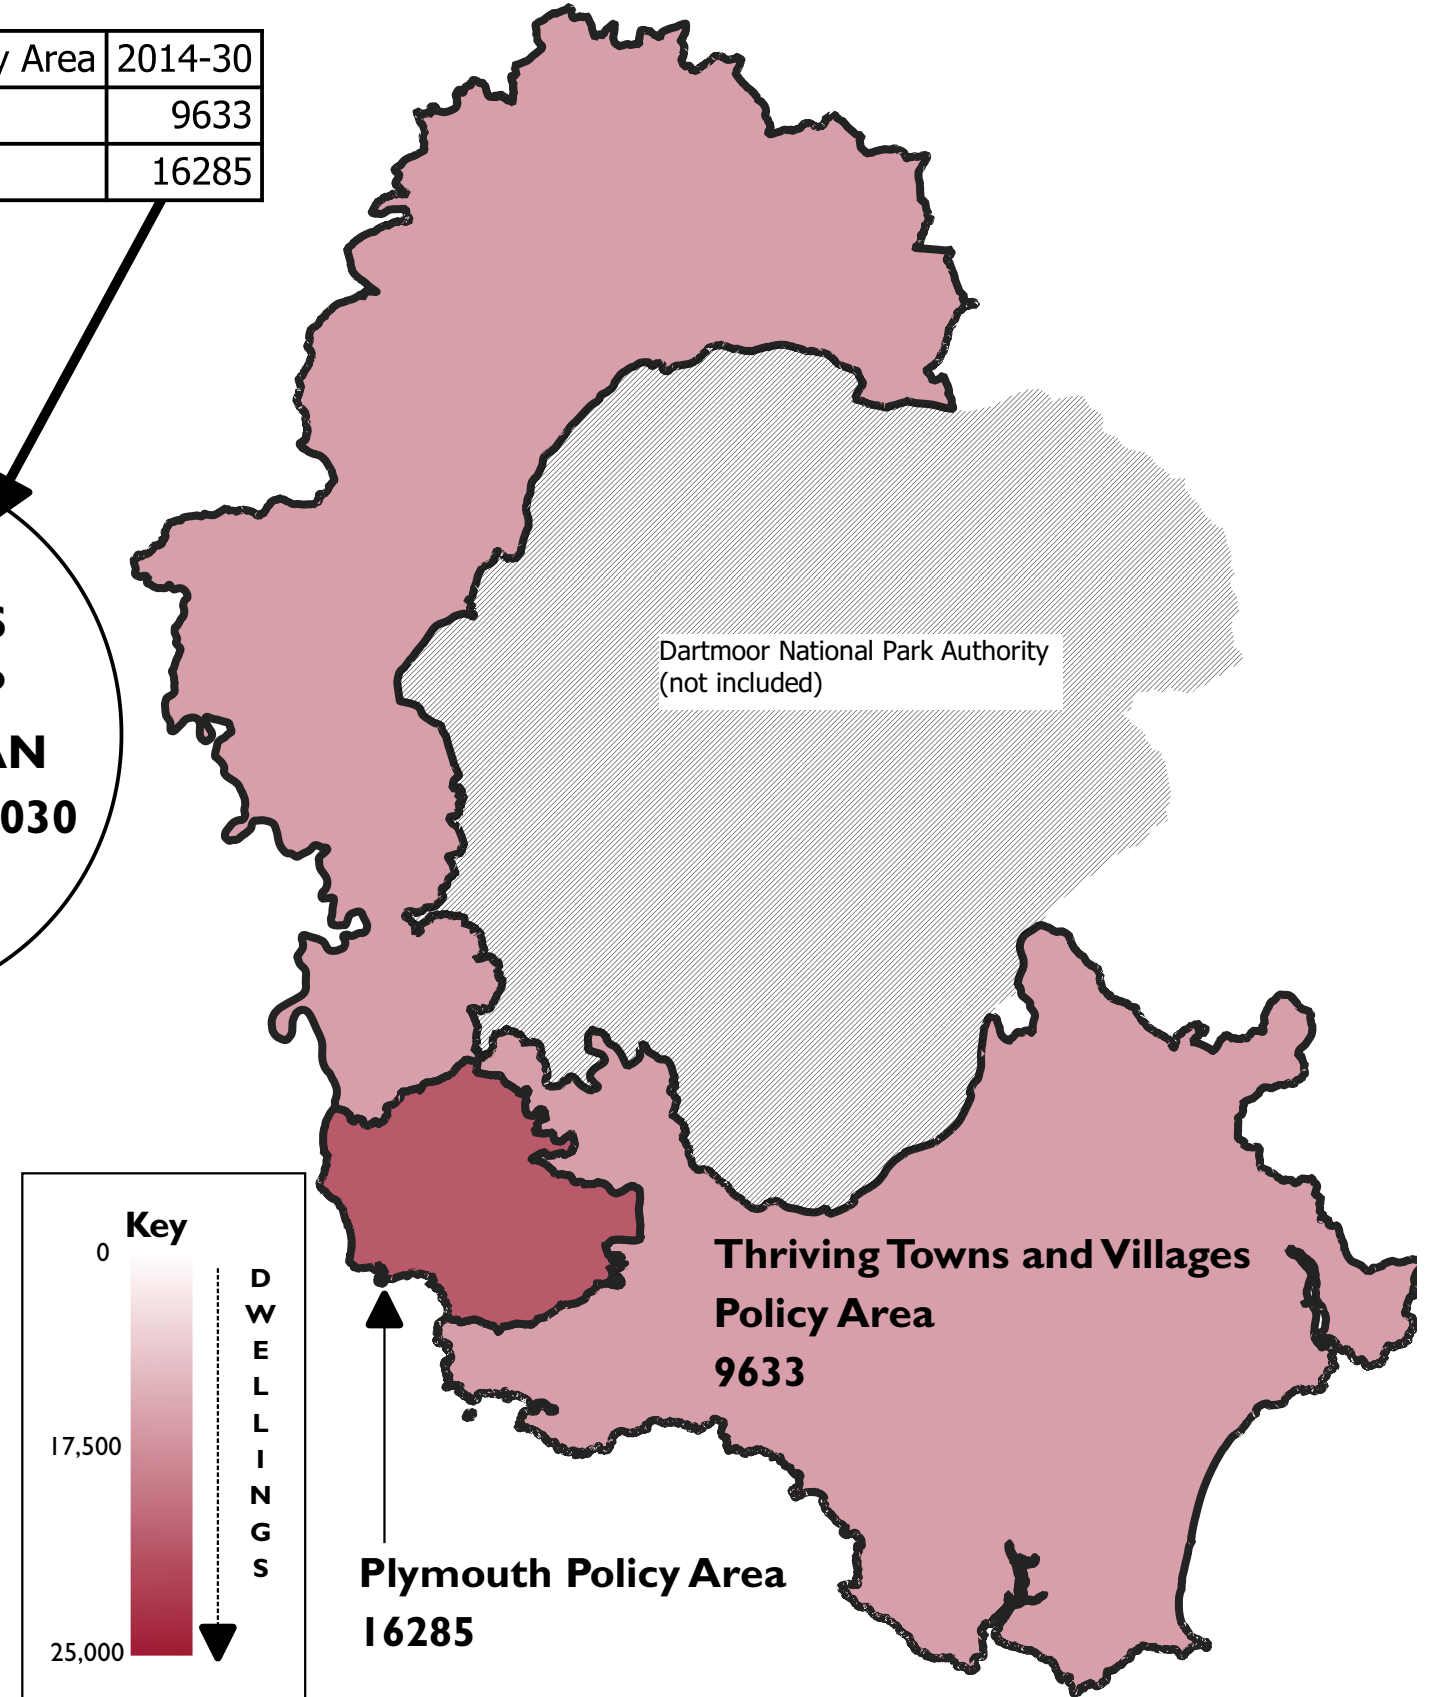 Area 2014-30
9633
16285
AN
030
Dartmoor National Park Authority
(not included)
Thriving Towns and Villages
Policy Area
9633
Key
0
17,500
25,000
DWELLINGS
Plymouth Policy Area
16285